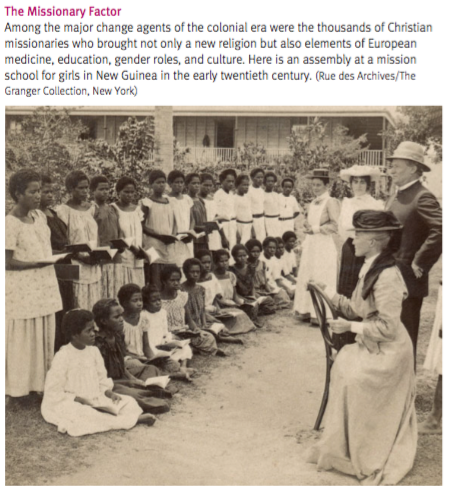 The Missionary Factor
Among the major change agents of the colonial era were the thousands of Christian
missionaries who brought not only a new religion but also elements of European
medicine, education, gender roles, and culture. Here is an assembly at a mission
school for girls in New Guinea in the early twentieth century. (Rue des Archives/The
Granger Collection, New York)